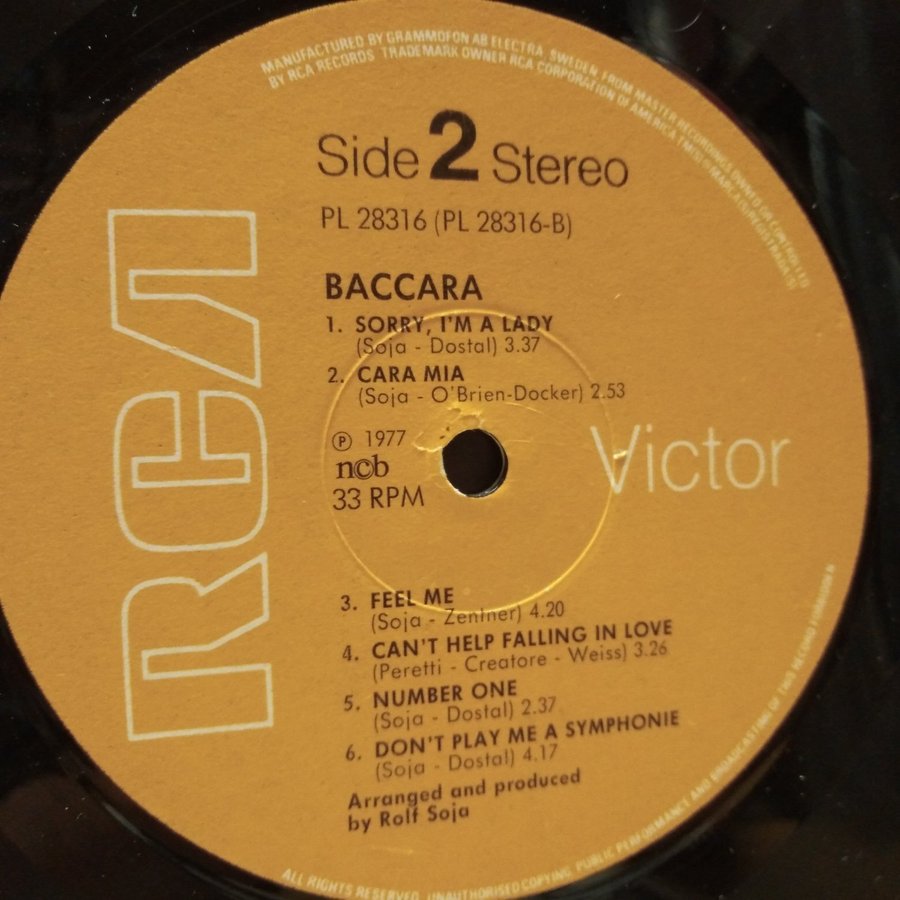 MANUFACTURED BY GRAMMOFON AB ELECTRA, SWEDEN, FROM MASTER RECORDINGS OWNED OR CONTROLLED
BY RCA RECORDS TRADEMARK OWNER RCA CORPORATION OF AMERICA
Side 2 Stereo
PL 28316 (PL 28316-B)
RCA
BACCARA
1. SORRY, I'M A LADY
(Soja - Dostal) 3.37
2. CARA MIA
(Soja - O'Brien-Docker) 2.53
℗ 1977
n©b
33 RPM
Victor
3. FEEL ME
(Soja - Zentner) 4.20
4. CAN'T HELP FALLING IN LOVE
(Peretti - Creatore - Weiss) 3.26
5. NUMBER ONE
(Soja - Dostal) 2.37
6. DON'T PLAY ME A SYMPHONIE
(Soja - Dostal) 4.17
Arranged and produced
by Rolf Soja
ALL RIGHTS RESERVED. UNAUTHORISED COPYING, PUBLIC PERFORMANCE AND BROADCASTING OF THIS RECORD FORBIDDEN